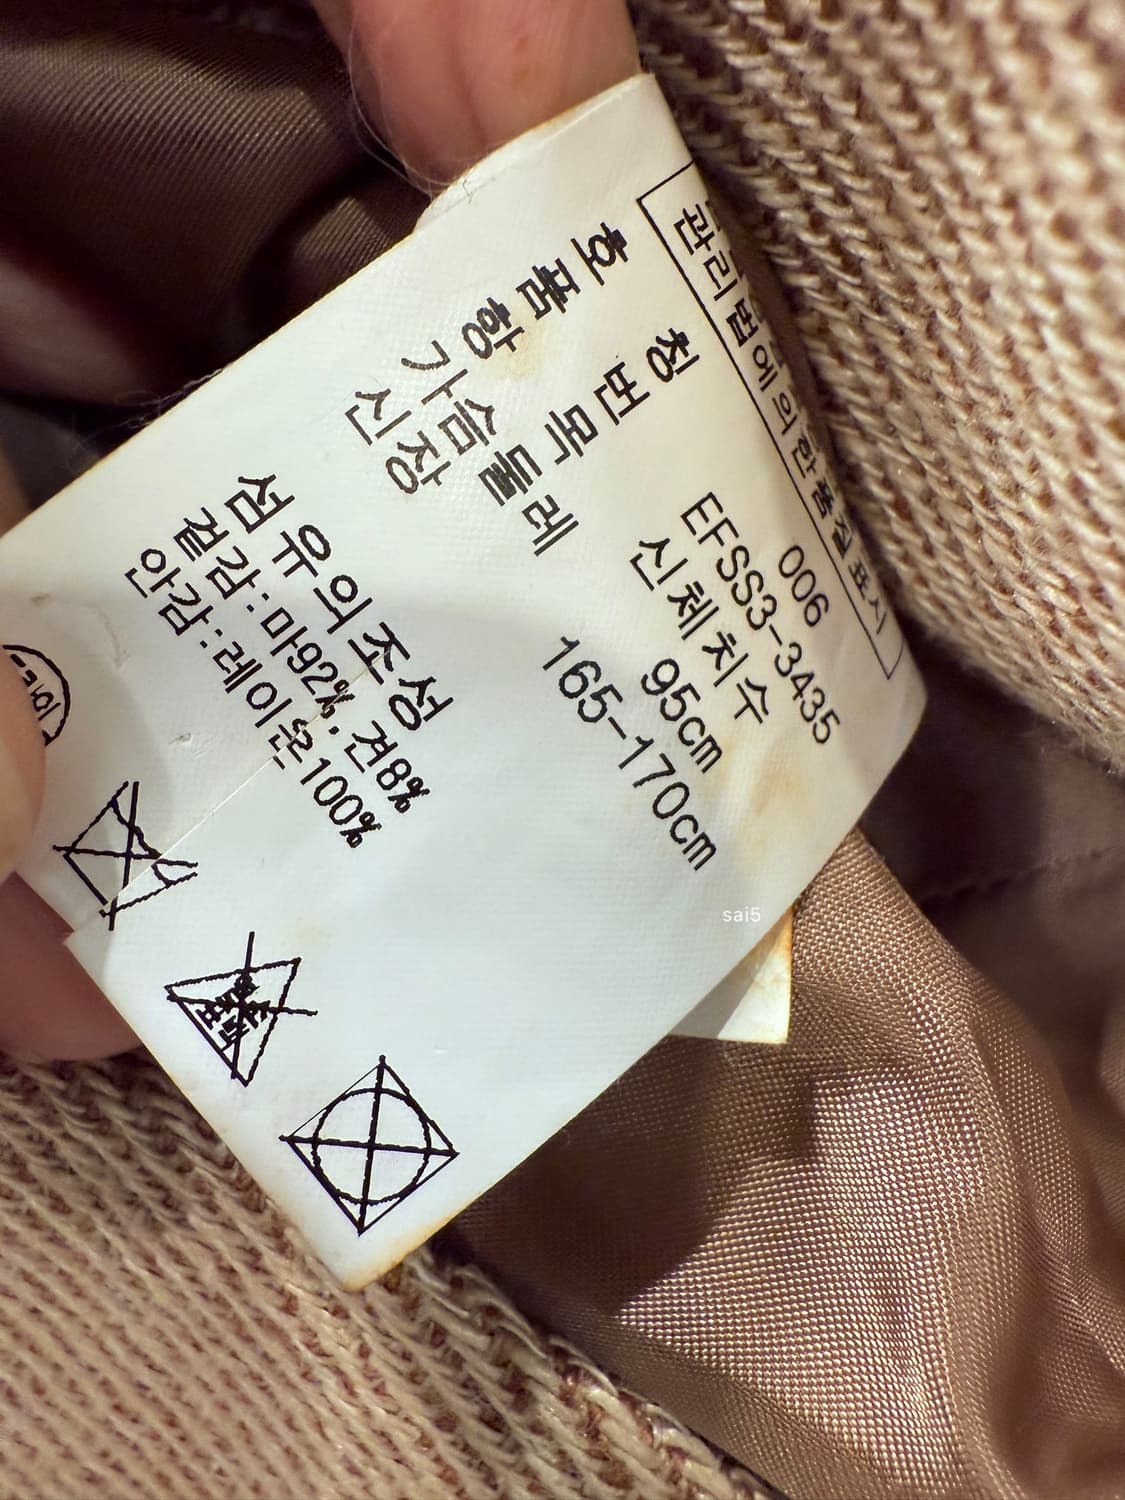 관리법에의한품질표시
호 칭 006
품 번 EFSS3-3435
항 목 신체치수
가슴둘레 95cm
신장 165-170cm
섬유의조성
겉감:마92%,견8%
안감:레이온100%
sai5